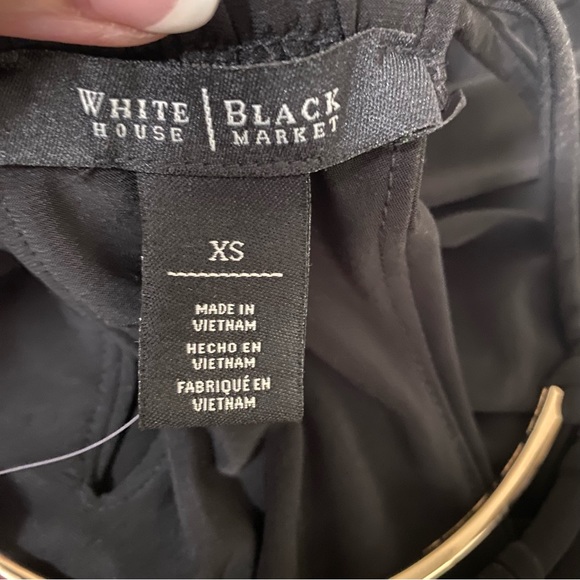 WHITE | BLACK
HOUSE | MARKET
XS
MADE IN
VIETNAM
HECHO EN
VIETNAM
FABRIQUÉ EN
VIETNAM